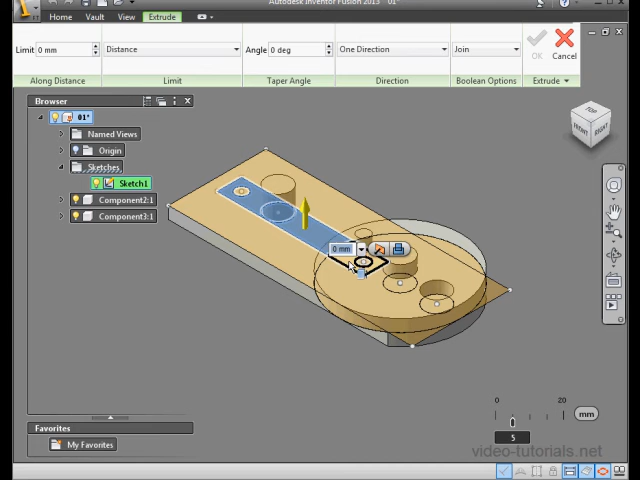 Autodesk Inventor Fusion 2013 01*
Home Vault View Extrude
Limit 0 mm Distance Angle 0 deg One Direction Join OK Cancel
Along Distance Limit Taper Angle Direction Boolean Options Extrude
Browser
01*
Named Views
Origin
Sketches
Sketch1
Component2:1
Component3:1
TOP
FRONT RIGHT
0 mm
0 20
mm
5
Favorites
My Favorites
video-tutorials.net